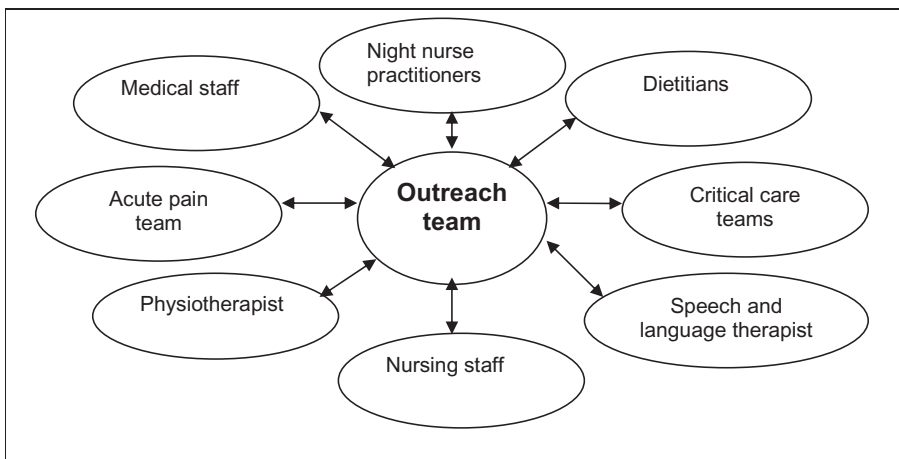 Night nurse
practitioners
Medical staff
Dietitians
Outreach
team
Acute pain
team
Critical care
teams
Physiotherapist
Speech and
language therapist
Nursing staff